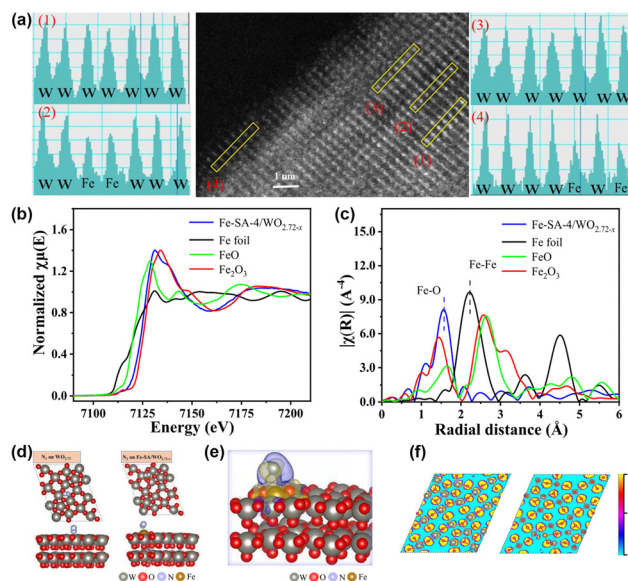 (a)
(1)
W W W W W W W
(2)
W W Fe Fe W W W
(3)
(2)
(1)
(4)
1 nm
(3)
W W W W W W W
(4)
W W W W Fe W Fe
(b)
Normalized χμ(E)
1.8
1.2
0.6
0.0
Fe-SA-4/WO2.72-x
Fe foil
FeO
Fe2O3
7100 7125 7150 7175 7200
Energy (eV)
(c)
|χ(R)| (A⁻⁴)
15.0
12.0
9.0
6.0
3.0
0.0
Fe-SA-4/WO2.72-x
Fe foil
FeO
Fe2O3
Fe-O
Fe-Fe
0 1 2 3 4 5 6
Radial distance (Å)
(d)
N2 on WO2.72
N2 on Fe-SA/WO2.72-x
W O N Fe
(e)
W O N Fe
(f)